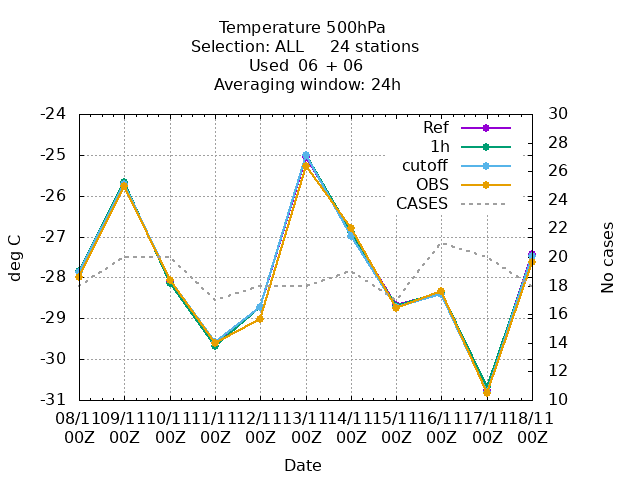 Temperature 500hPa
Selection: ALL 24 stations
Used 06 + 06
Averaging window: 24h
-24
-25
-26
-27
-28
-29
-30
-31
deg C
30
28
26
24
22
20
18
16
14
12
10
No cases
Ref
1h
cutoff
OBS
CASES
08/11 09/11 10/11 11/11 12/11 13/11 14/11 15/11 16/11 17/11 18/11
00Z 00Z 00Z 00Z 00Z 00Z 00Z 00Z 00Z 00Z 00Z
Date